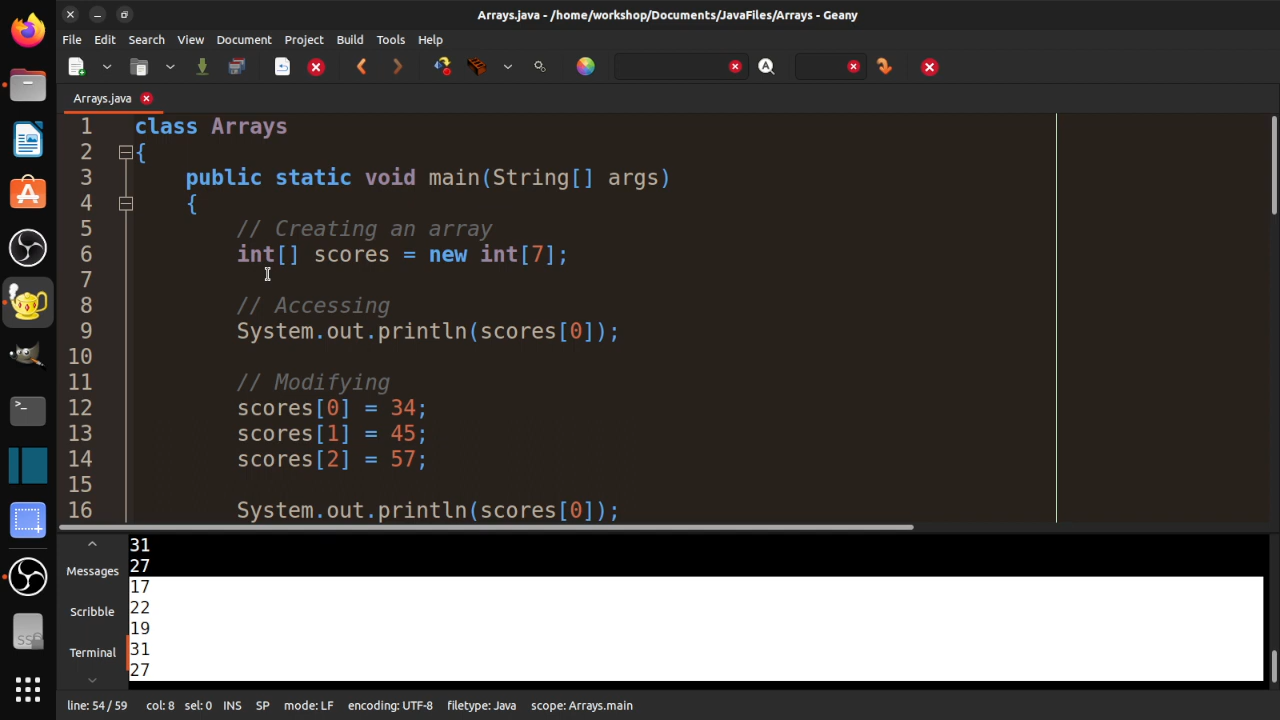 Arrays.java - /home/workshop/Documents/JavaFiles/Arrays - Geany
File Edit Search View Document Project Build Tools Help
Arrays.java
1 class Arrays
2 {
3 public static void main(String[] args)
4 {
5 // Creating an array
6 int[] scores = new int[7];
7
8 // Accessing
9 System.out.println(scores[0]);
10
11 // Modifying
12 scores[0] = 34;
13 scores[1] = 45;
14 scores[2] = 57;
15
16 System.out.println(scores[0]);
Messages
Scribble
Terminal
31
27
17
22
19
31
27
line: 54 / 59 col: 8 sel: 0 INS SP mode: LF encoding: UTF-8 filetype: Java scope: Arrays.main